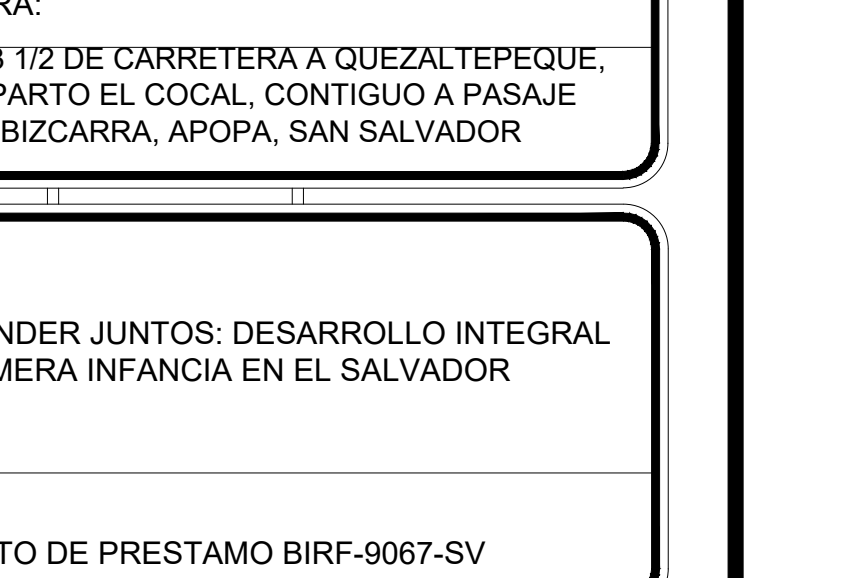 RA:
1/2 DE CARRETERA A QUEZALTEPEQUE,
PARTO EL COCAL, CONTIGUO A PASAJE
BIZCARRA, APOPA, SAN SALVADOR
NDER JUNTOS: DESARROLLO INTEGRAL
MERA INFANCIA EN EL SALVADOR
TO DE PRESTAMO BIRF-9067-SV